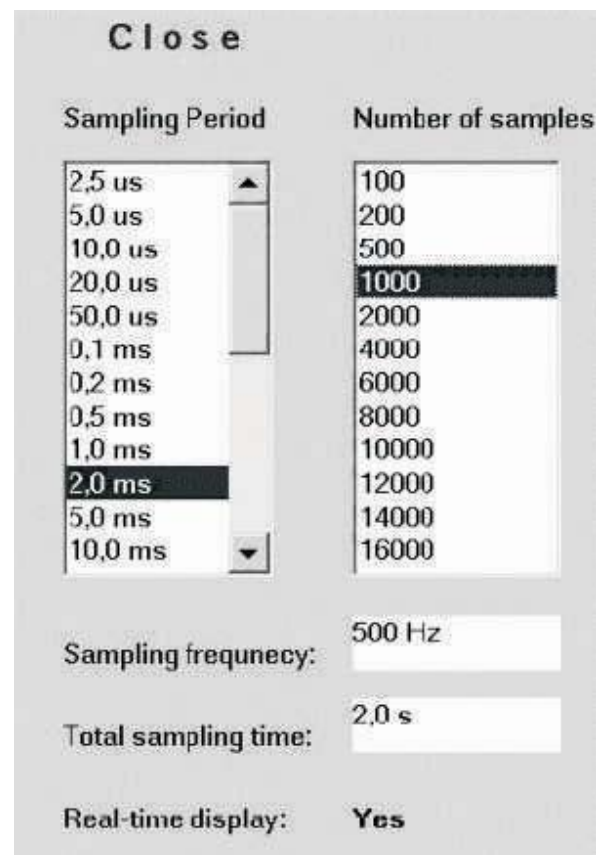 Close
Sampling Period
Number of samples
2,5 us
5,0 us
10,0 us
20,0 us
50,0 us
0,1 ms
0,2 ms
0,5 ms
1,0 ms
2,0 ms
5,0 ms
10,0 ms
100
200
500
1000
2000
4000
6000
8000
10000
12000
14000
16000
Sampling frequnecy:
500 Hz
Total sampling time:
2,0 s
Real-time display:
Yes